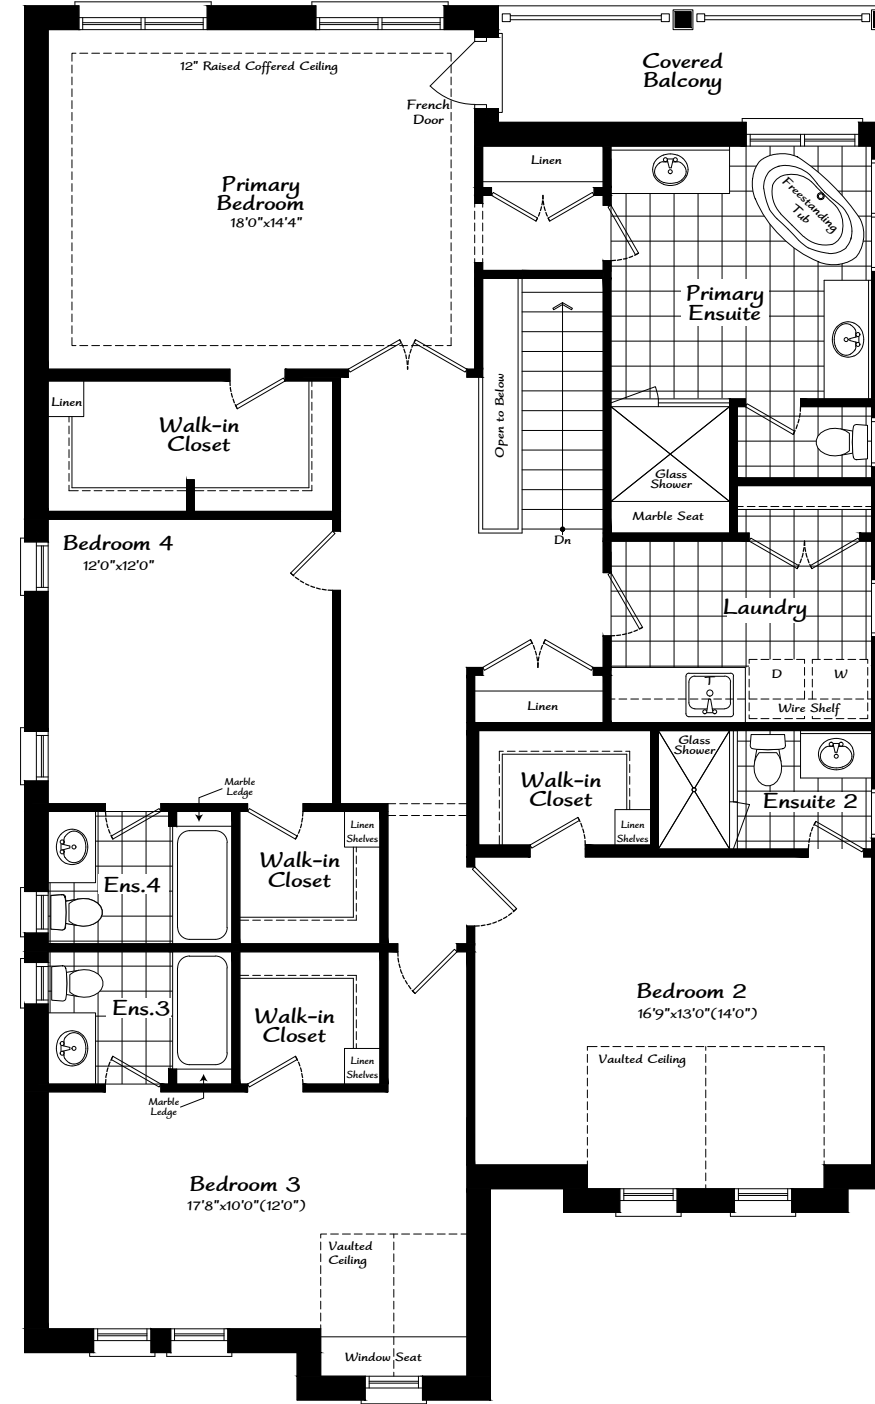 12" Raised Coffered Ceiling
Covered
Balcony
French
Door
Linen
Primary
Bedroom
18'0"x14'4"
Freestanding
Tub
Primary
Ensuite
Linen
Walk-in
Closet
Open to Below
Glass
Shower
Marble Seat
Dn
Bedroom 4
12'0"x12'0"
Laundry
D
W
Wire Shelf
Linen
Glass
Shower
Walk-in
Closet
Linen
Shelves
Ensuite 2
Marble
Ledge
Linen
Shelves
Walk-in
Closet
Ens.4
Ens.3
Walk-in
Closet
Linen
Shelves
Marble
Ledge
Bedroom 2
16'9"x13'0"(14'0")
Vaulted Ceiling
Bedroom 3
17'8"x10'0"(12'0")
Vaulted
Ceiling
Window Seat